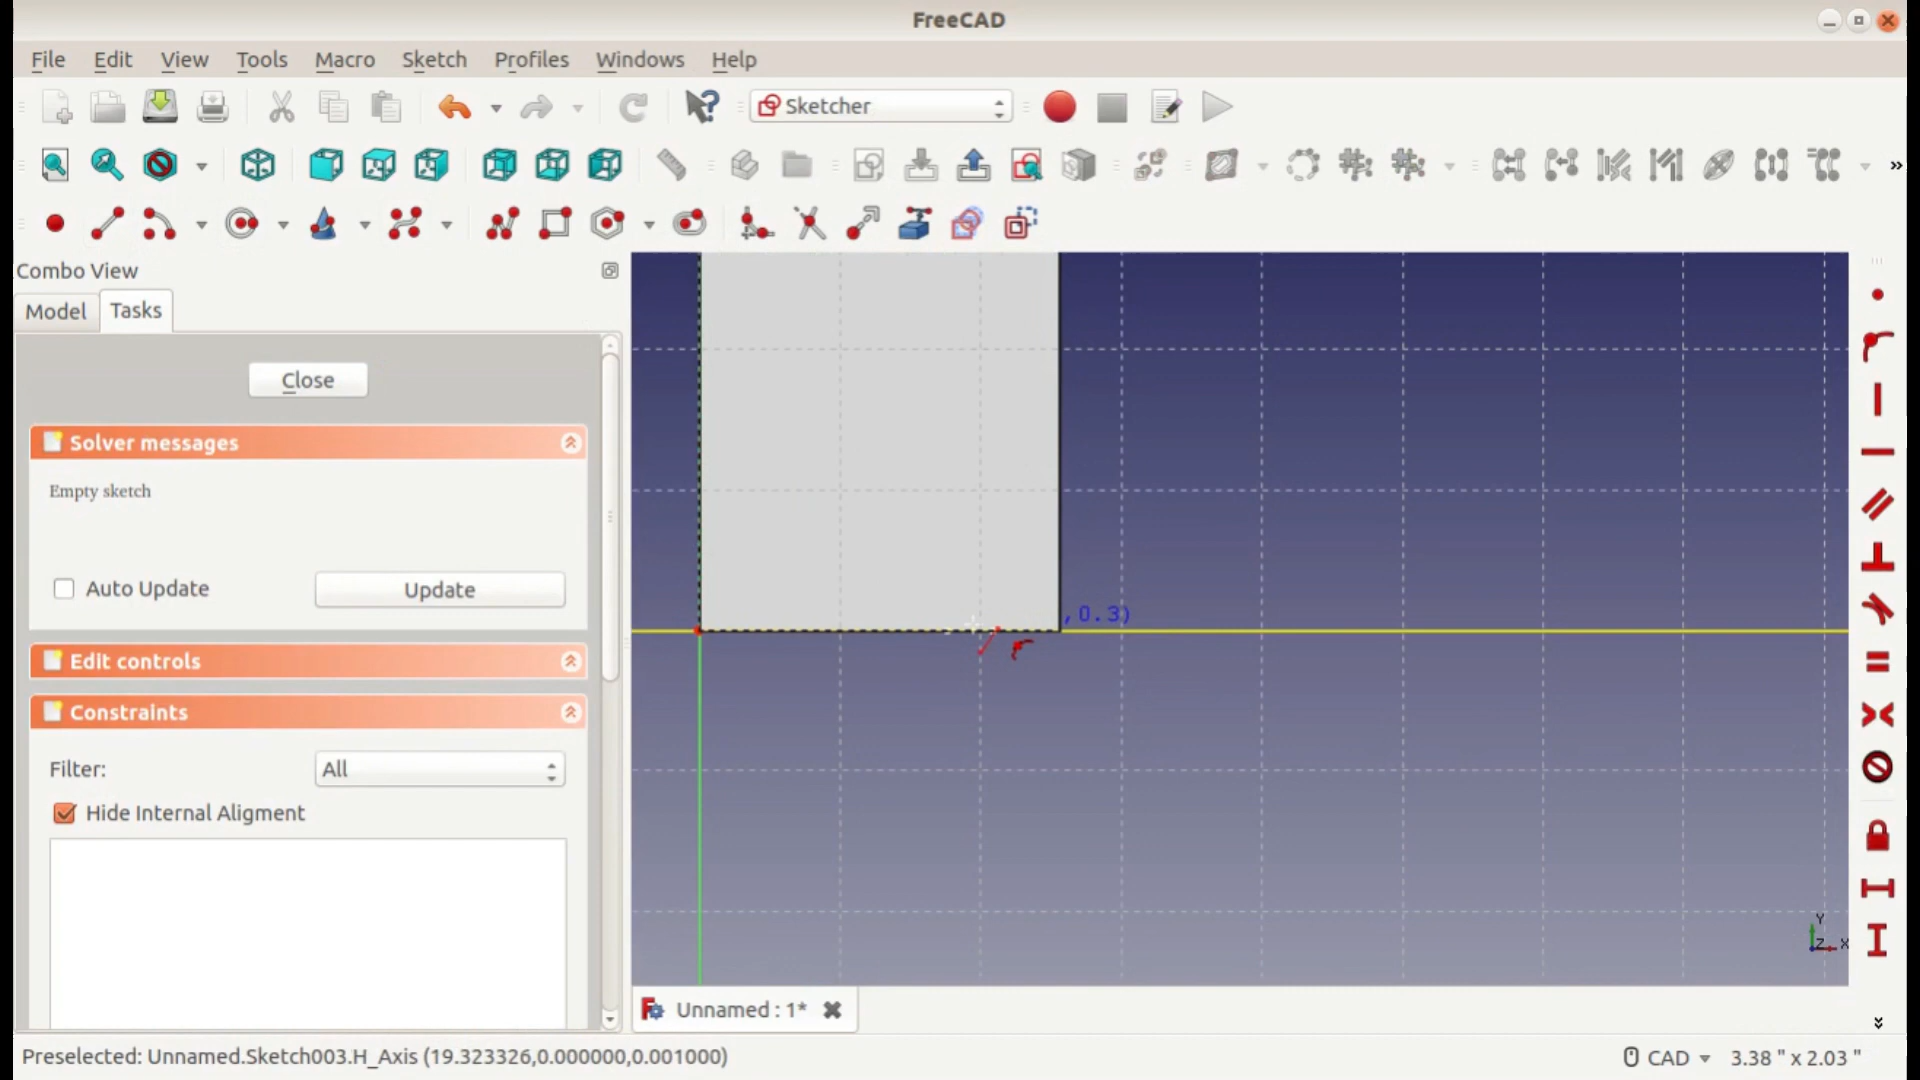 FreeCAD
File Edit View Tools Macro Sketch Profiles Windows Help
Sketcher
Combo View
Model Tasks
Close
Solver messages
Empty sketch
Auto Update Update
Edit controls
Constraints
Filter: All
Hide Internal Aligment
,0.3)
Y
Z X
Unnamed : 1*
Preselected: Unnamed.Sketch003.H_Axis (19.323326,0.000000,0.001000) CAD 3.38 " x 2.03 "